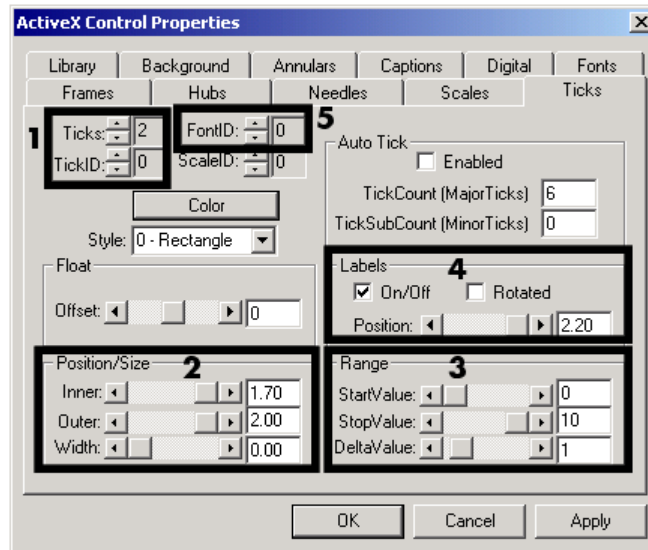 ActiveX Control Properties
Library Background Annulars Captions Digital Fonts
Frames Hubs Needles Scales Ticks
1 Ticks: 2 FontID: 0 5
TickID: 0 ScaleID: 0
Color
Style: 0 - Rectangle
Auto Tick
Enabled
TickCount (MajorTicks) 6
TickSubCount (MinorTicks) 0
Float
Offset: 0
Labels 4
On/Off Rotated
Position: 2.20
Position/Size 2
Inner: 1.70
Outer: 2.00
Width: 0.00
Range 3
StartValue: 0
StopValue: 10
DeltaValue: 1
OK Cancel Apply